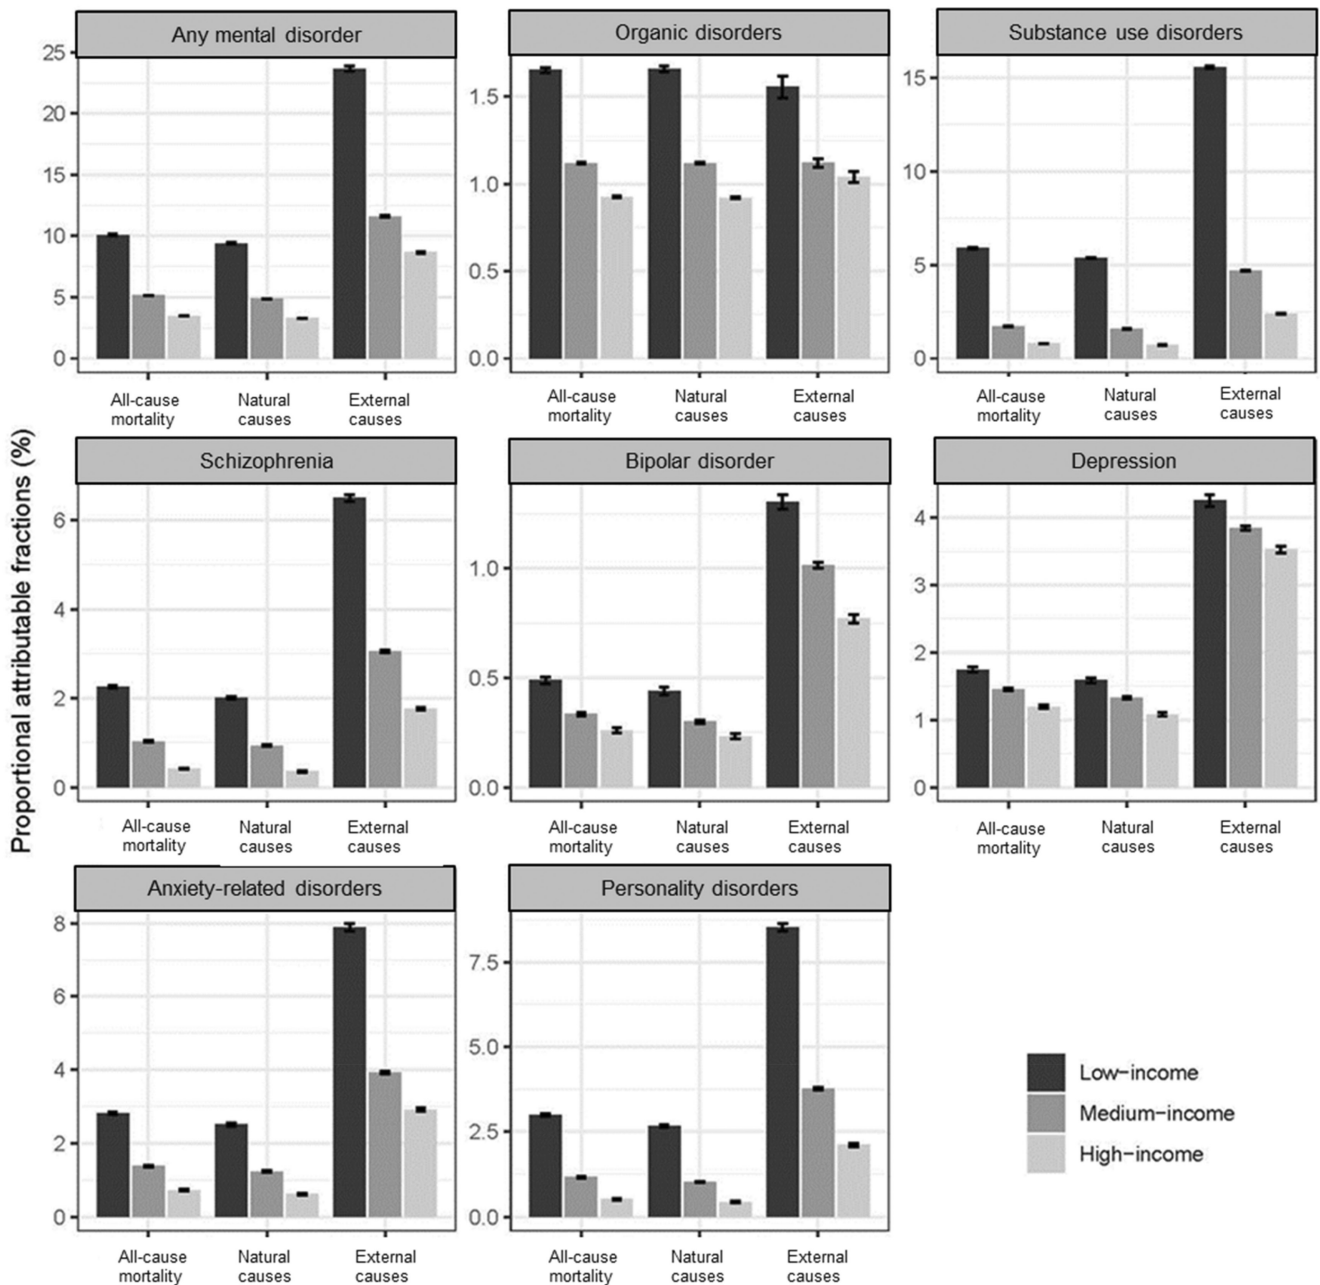 Any mental disorder
Organic disorders
Substance use disorders
25
20
15
10
5
0
1.5
1.0
0.5
0.0
15
10
5
0
All-cause mortality
Natural causes
External causes
All-cause mortality
Natural causes
External causes
All-cause mortality
Natural causes
External causes
Proportional attributable fractions (%)
Schizophrenia
Bipolar disorder
Depression
6
4
2
0
1.0
0.5
0.0
4
3
2
1
0
All-cause mortality
Natural causes
External causes
All-cause mortality
Natural causes
External causes
All-cause mortality
Natural causes
External causes
Anxiety-related disorders
Personality disorders
8
6
4
2
0
7.5
5.0
2.5
0.0
Low-income
Medium-income
High-income
All-cause mortality
Natural causes
External causes
All-cause mortality
Natural causes
External causes